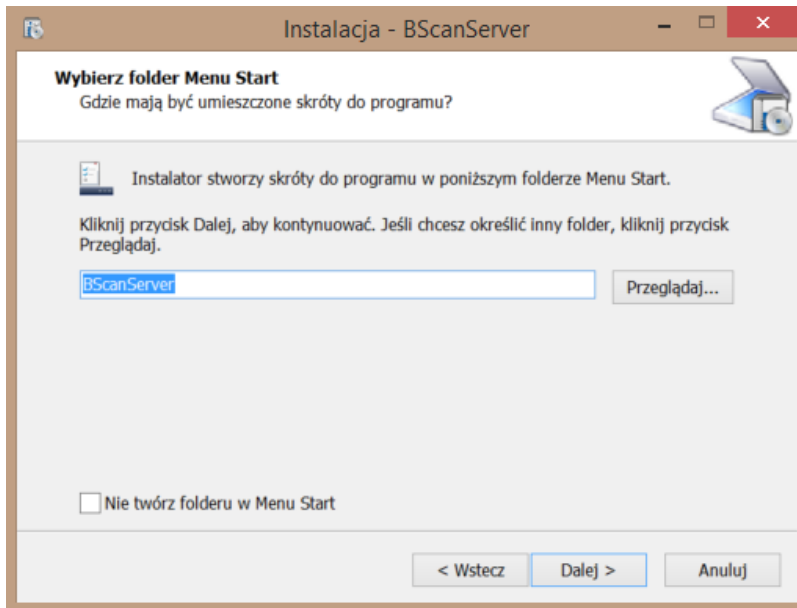 Instalacja - BScanServer
Wybierz folder Menu Start
Gdzie mają być umieszczone skróty do programu?
Instalator stworzy skróty do programu w poniższym folderze Menu Start.
Kliknij przycisk Dalej, aby kontynuować. Jeśli chcesz określić inny folder, kliknij przycisk
Przeglądaj.
BScanServer
Przeglądaj...
Nie twórz folderu w Menu Start
< Wstecz
Dalej >
Anuluj